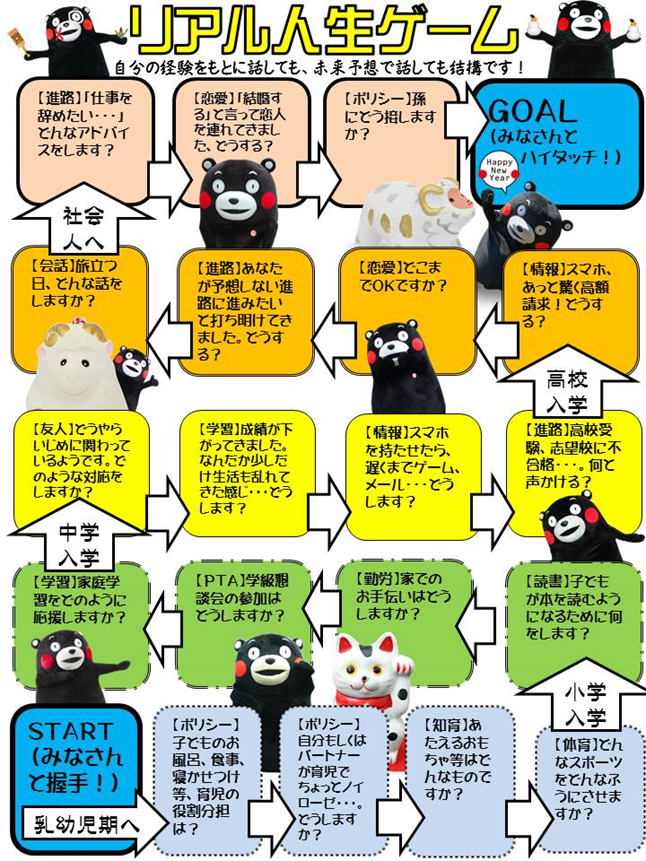 リアル人生ゲーム
自分の経験をもとに話しても、未来予想で話しても結構です!
【進路】「仕事を
辞めたい・・・」
どんなアドバイ
スをします?
【恋愛】「結婚す
る」と言って恋人
を連れてきまし
た、どうする?
【ポリシー】孫
にどう接します
か?
GOAL
(みなさんと
ハイタッチ!)
Happy
New
Year
社会
人へ
【会話】旅立つ
日、どんな話を
しますか?
【進路】あなた
が予想しない進
路に進みたい
と打ち明けてき
ました。どうす
る?
【恋愛】どこま
でOKですか?
【情報】スマホ、
あっと驚く高額
請求!どうす
る?
高校
入学
【友人】どうやら
いじめに関わって
いるようです。ど
のような対応を
しますか?
【学習】成績が下
がってきました。
なんだか少しだ
け生活も乱れて
きた感じ・・・どう
します?
【情報】スマホ
を持たせたら、
遅くまでゲーム、
メール・・・どう
します?
【進路】高校受
験、志望校に不
合格・・・。何と
声かける?
中学
入学
【学習】家庭学
習をどのように
応援しますか?
【PTA】学級懇
談会の参加は
どうしますか?
【勤労】家での
お手伝いはどう
しますか?
【読書】子ども
が本を読むよう
になるために何
をします?
小学
入学
START
(みなさん
と握手!)
乳幼児期へ
【ポリシー】
子どものお
風呂、食事、
寝かせつけ
等、育児の
役割分担
は?
【ポリシー】
自分もしくは
パートナー
が育児で
ちょっとノイ
ローゼ・・・。
どうします
か?
【知育】あ
たえるおも
ちゃ等はど
んなもので
すか?
【体育】どん
なスポーツ
をどんなふ
うにさせま
すか?